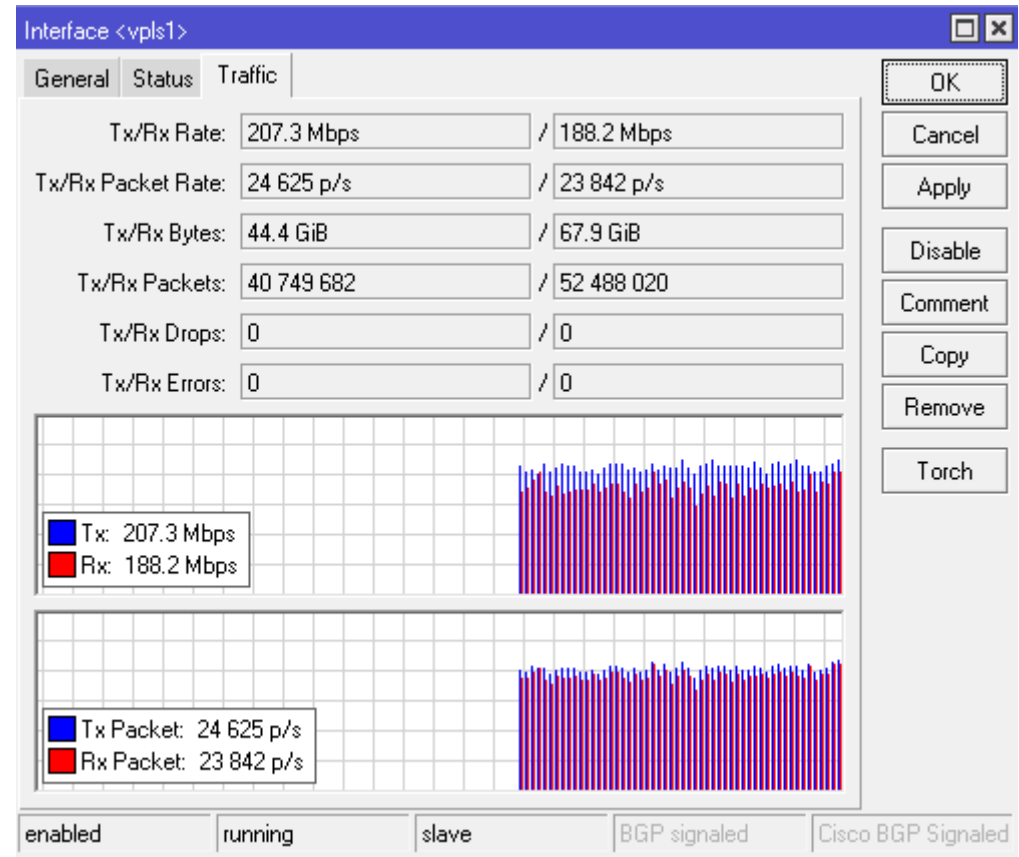 Interface <vpls1>
General Status Traffic
OK
Tx/Rx Rate: 207.3 Mbps / 188.2 Mbps
Cancel
Tx/Rx Packet Rate: 24 625 p/s / 23 842 p/s
Apply
Tx/Rx Bytes: 44.4 GiB / 67.9 GiB
Disable
Tx/Rx Packets: 40 749 682 / 52 488 020
Comment
Tx/Rx Drops: 0 / 0
Copy
Tx/Rx Errors: 0 / 0
Remove
Torch
Tx: 207.3 Mbps
Rx: 188.2 Mbps
Tx Packet: 24 625 p/s
Rx Packet: 23 842 p/s
enabled running slave BGP signaled Cisco BGP Signaled